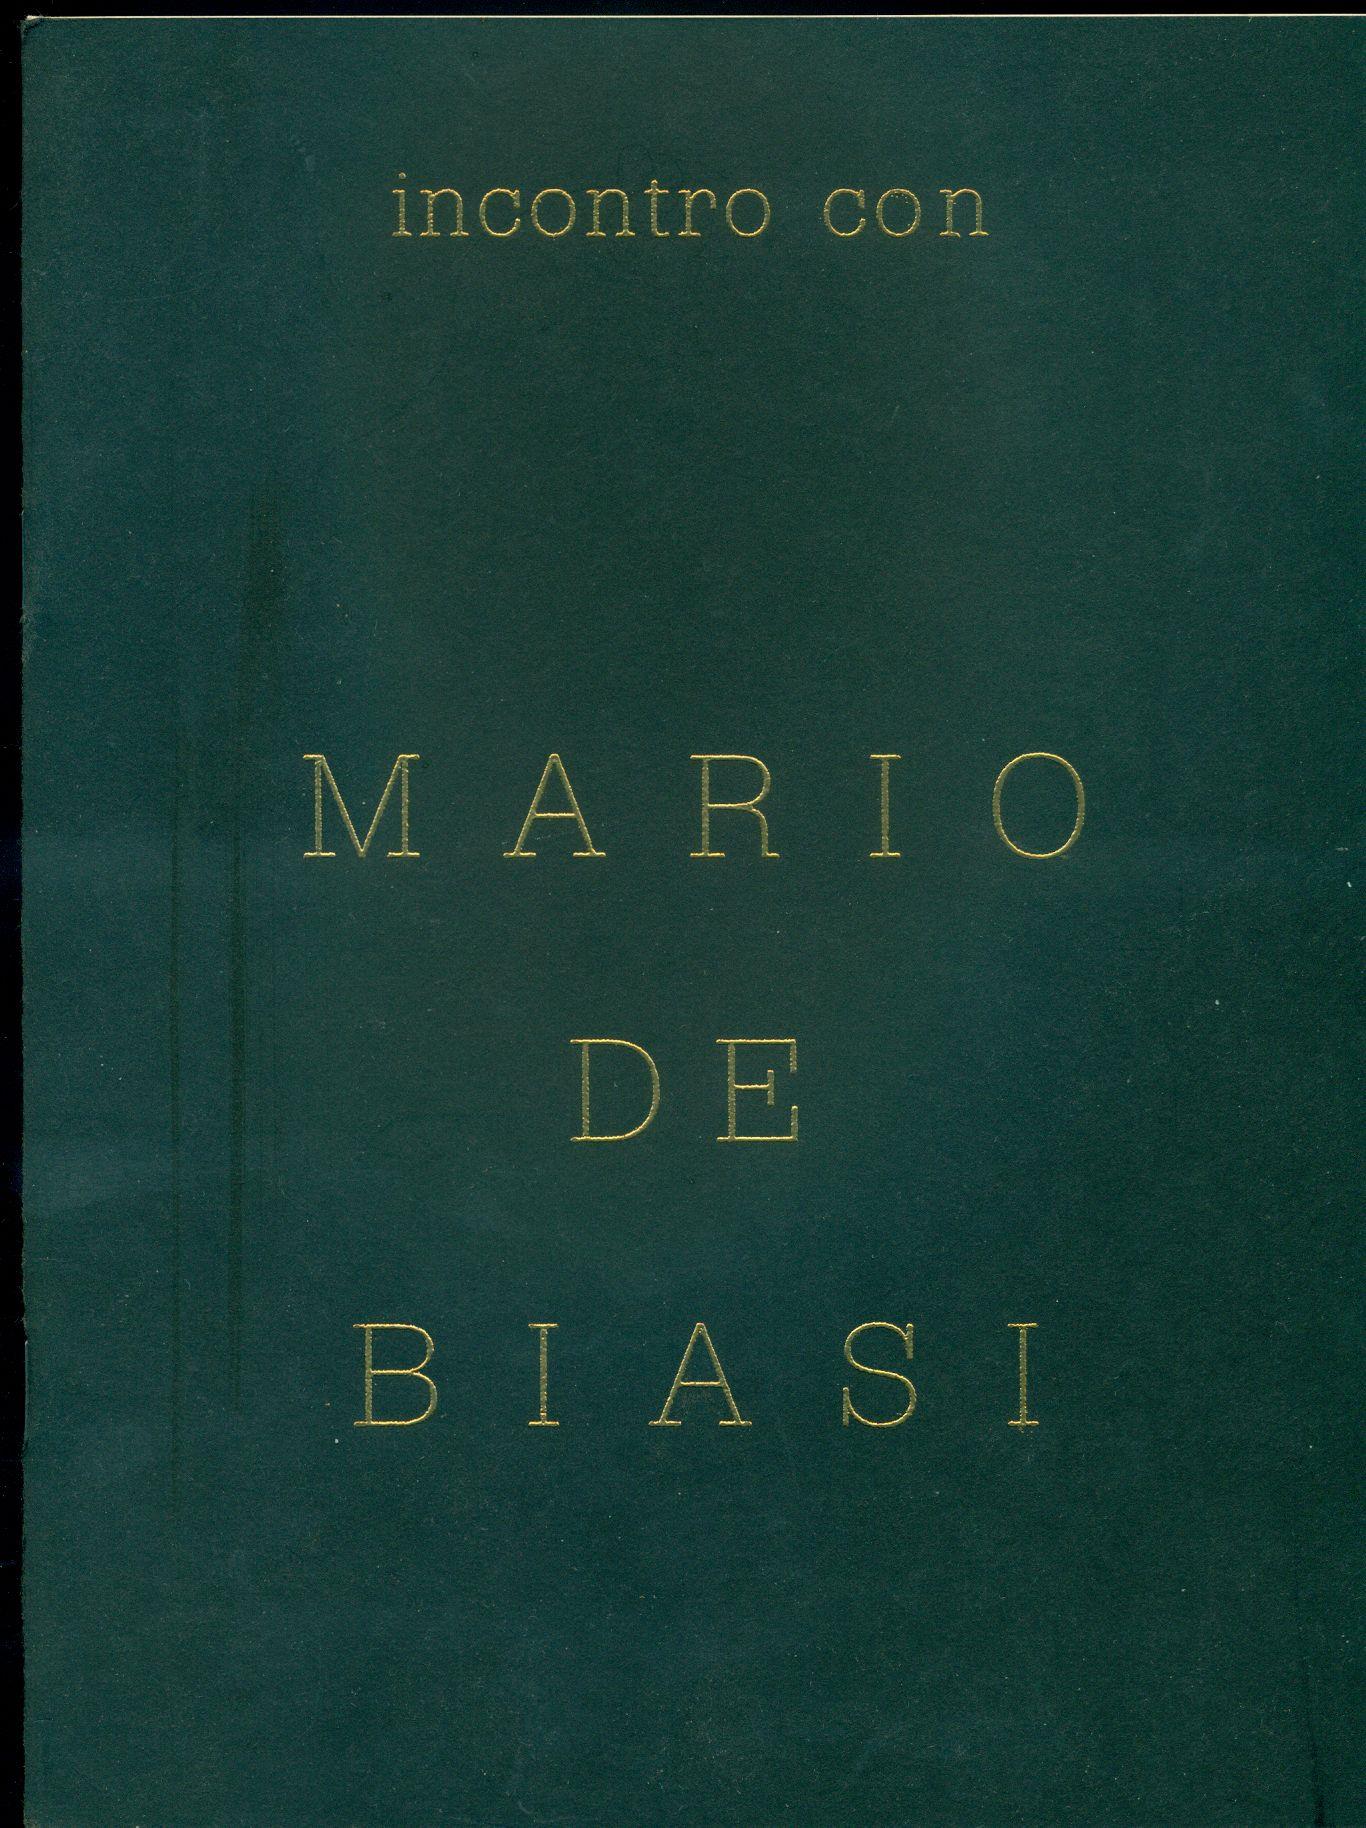 incontro con
MARIO
DE
BIASI